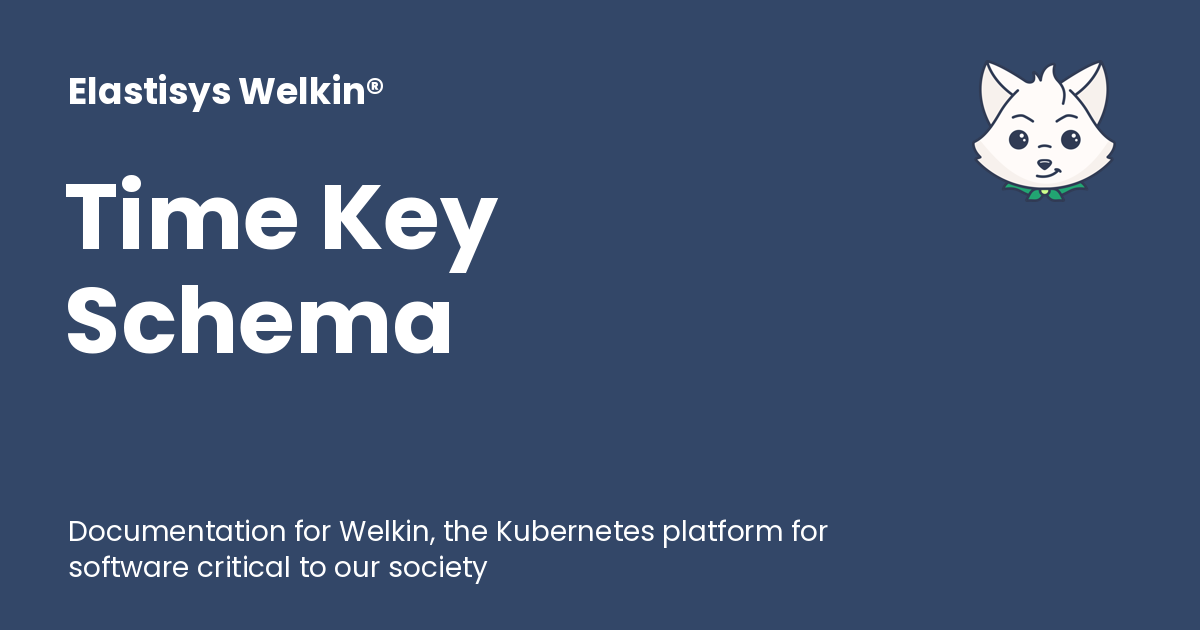 Elastisys Welkin®
Time Key
Schema
Documentation for Welkin, the Kubernetes platform for
software critical to our society